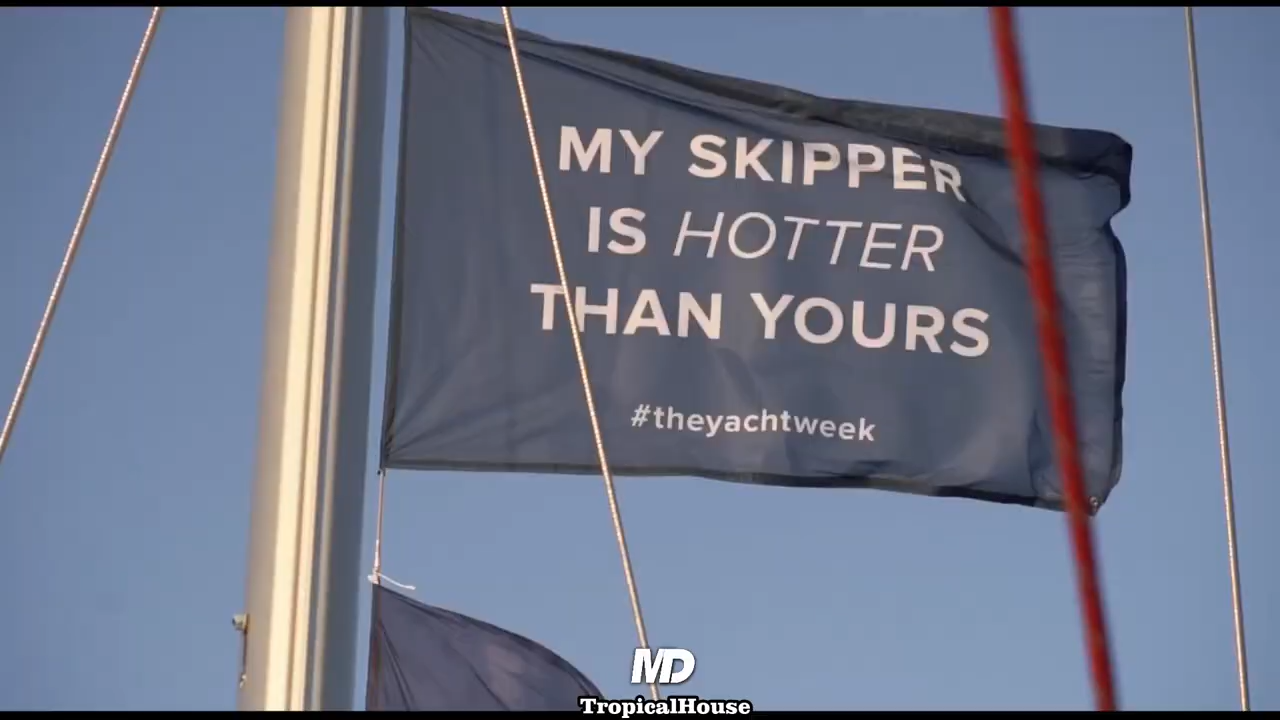 MY SKIPPER
IS HOTTER
THAN YOURS
#theyachtweek
MD
TropicalHouse